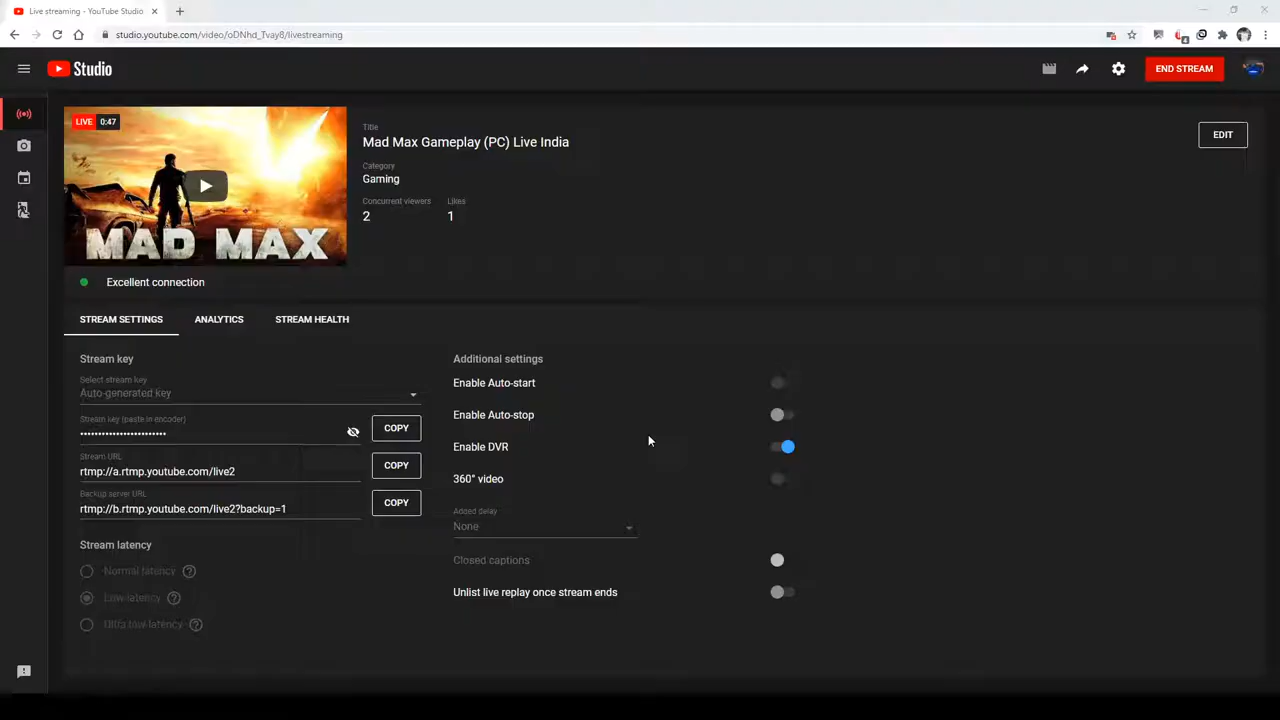 Live streaming - YouTube Studio
studio.youtube.com/video/oDNhd_Tvay8/livestreaming
Studio
END STREAM
LIVE 0:47
MAD MAX
Title
Mad Max Gameplay (PC) Live India
EDIT
Category
Gaming
Concurrent viewers
Likes
2
1
Excellent connection
STREAM SETTINGS
ANALYTICS
STREAM HEALTH
Stream key
Select stream key
Auto-generated key
Stream key (paste in encoder)
••••••••••••••••••••••••
COPY
Stream URL
rtmp://a.rtmp.youtube.com/live2
COPY
Backup server URL
rtmp://b.rtmp.youtube.com/live2?backup=1
COPY
Stream latency
Normal latency
Low latency
Ultra low latency
Additional settings
Enable Auto-start
Enable Auto-stop
Enable DVR
360° video
Added delay
None
Closed captions
Unlist live replay once stream ends